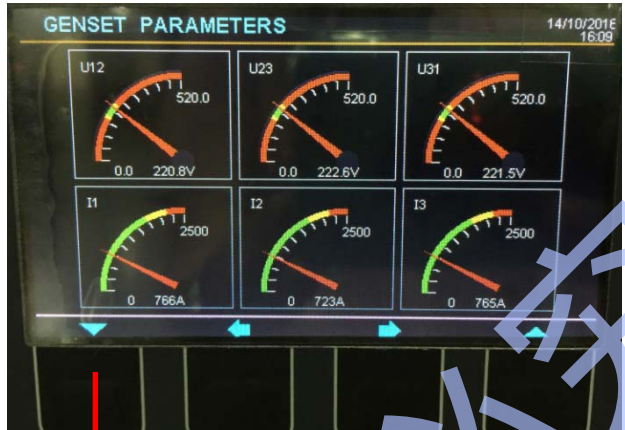 GENSET PARAMETERS
14/10/2016
16:09
U12
520.0
0.0 220.8V
U23
520.0
0.0 222.6V
U31
520.0
0.0 221.5V
I1
2500
0 766A
I2
2500
0 723A
I3
2500
0 765A